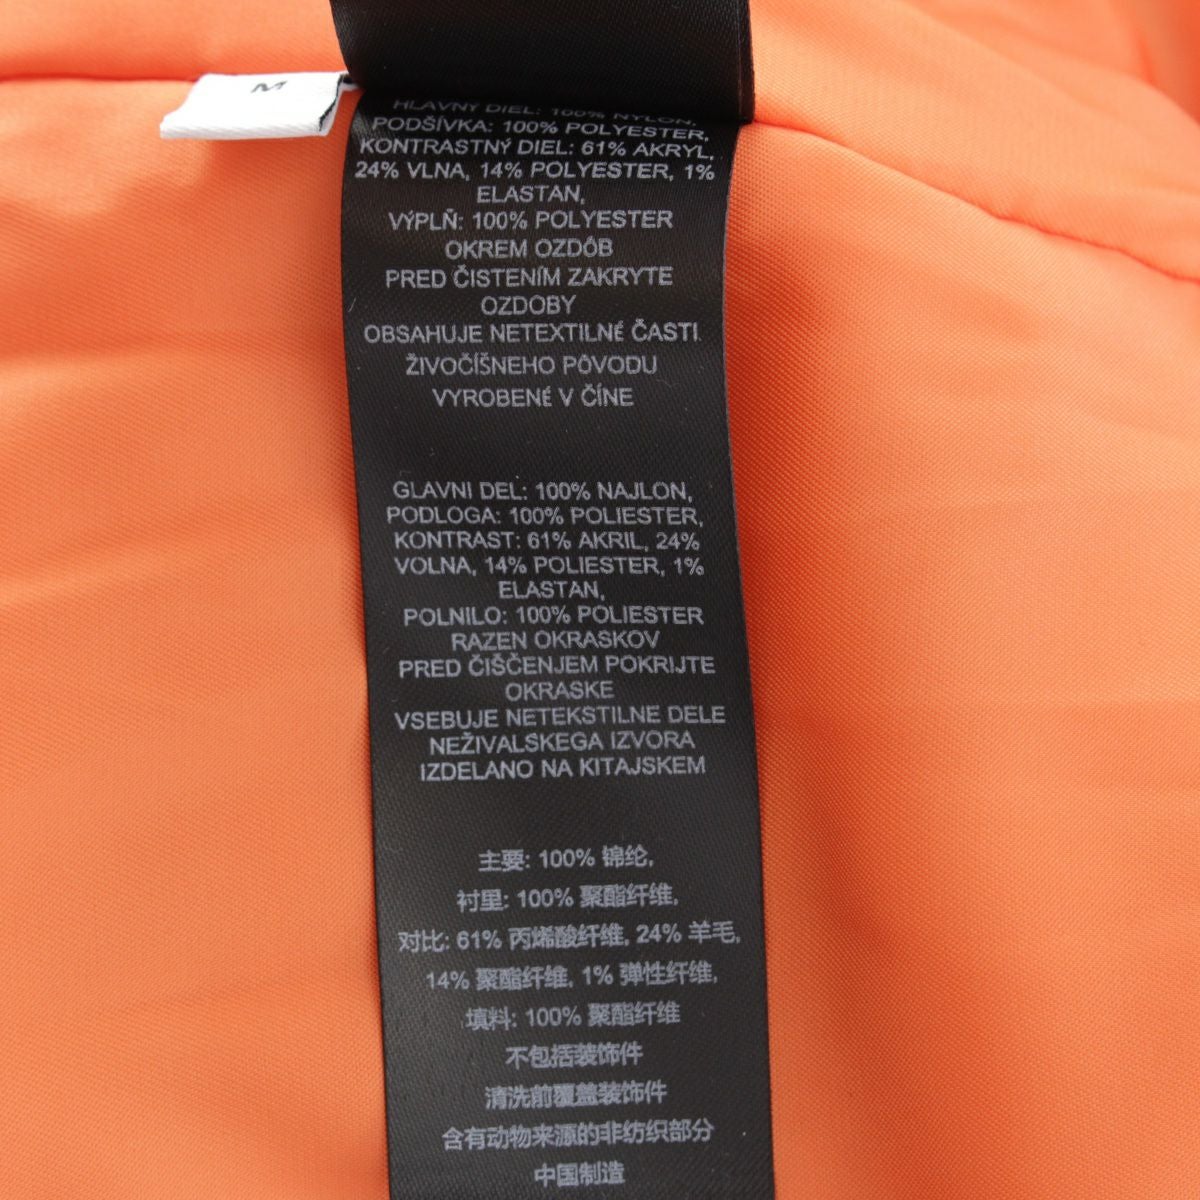 M
HLAVNÝ DIEL: 100% NYLON,
PODŠÍVKA: 100% POLYESTER,
KONTRASTNÝ DIEL: 61% AKRYL,
24% VLNA, 14% POLYESTER, 1%
ELASTAN,
VÝPLŇ: 100% POLYESTER
OKREM OZDÔB
PRED ČISTENÍM ZAKRYTE
OZDOBY
OBSAHUJE NETEXTILNÉ ČASTI
ŽIVOČÍŠNEHO PÔVODU
VYROBENÉ V ČÍNE
GLAVNI DEL: 100% NAJLON,
PODLOGA: 100% POLIESTER,
KONTRAST: 61% AKRIL, 24%
VOLNA, 14% POLIESTER, 1%
ELASTAN,
POLNILO: 100% POLIESTER
RAZEN OKRASKOV
PRED ČIŠČENJEM POKRIJTE
OKRASKE
VSEBUJE NETEKSTILNE DELE
NEŽIVALSKEGA IZVORA
IZDELANO NA KITAJSKEM
主要: 100% 锦纶,
衬里: 100% 聚酯纤维,
对比: 61% 丙烯酸纤维, 24% 羊毛,
14% 聚酯纤维, 1% 弹性纤维,
填料: 100% 聚酯纤维
不包括装饰件
清洗前覆盖装饰件
含有动物来源的非纺织部分
中国制造